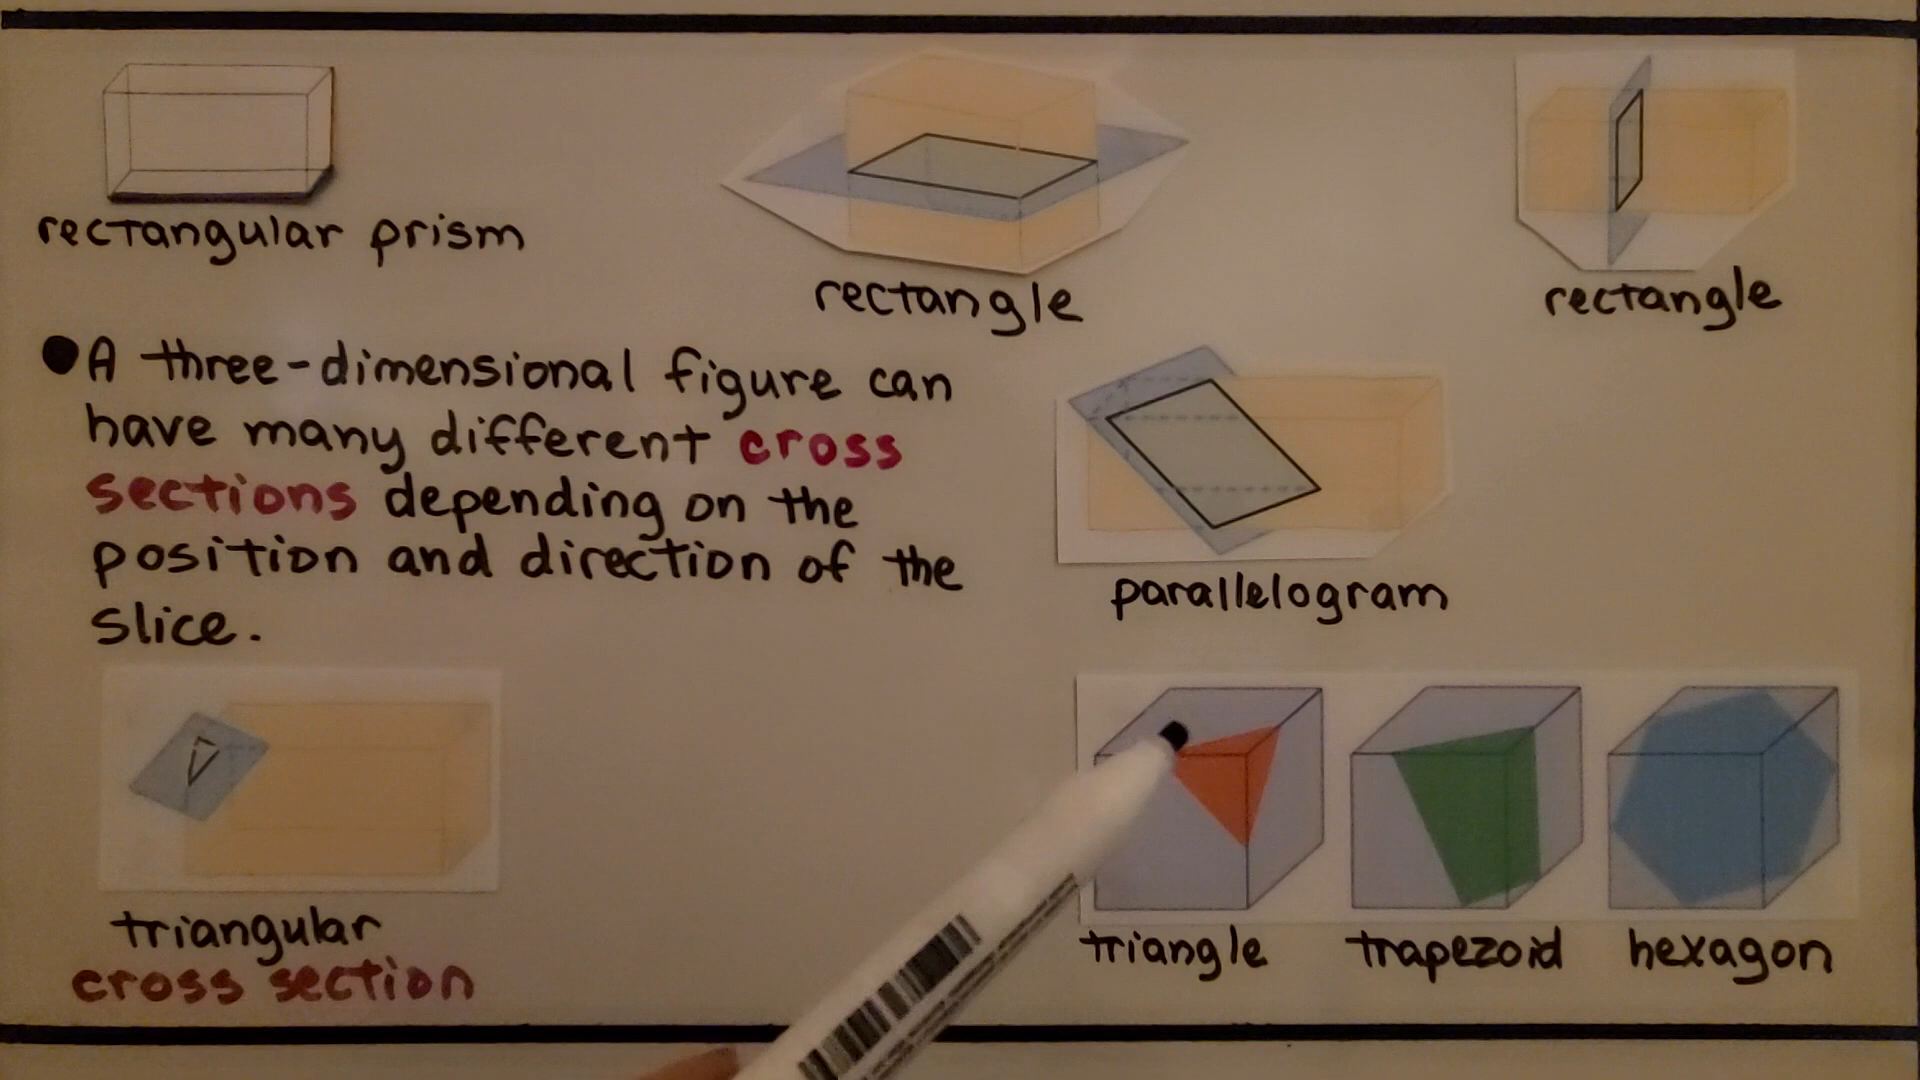 rectangular prism
rectangle
rectangle
● A three-dimensional figure can
have many different cross
sections depending on the
position and direction of the
slice.
parallelogram
triangular
cross section
triangle
trapezoid
hexagon